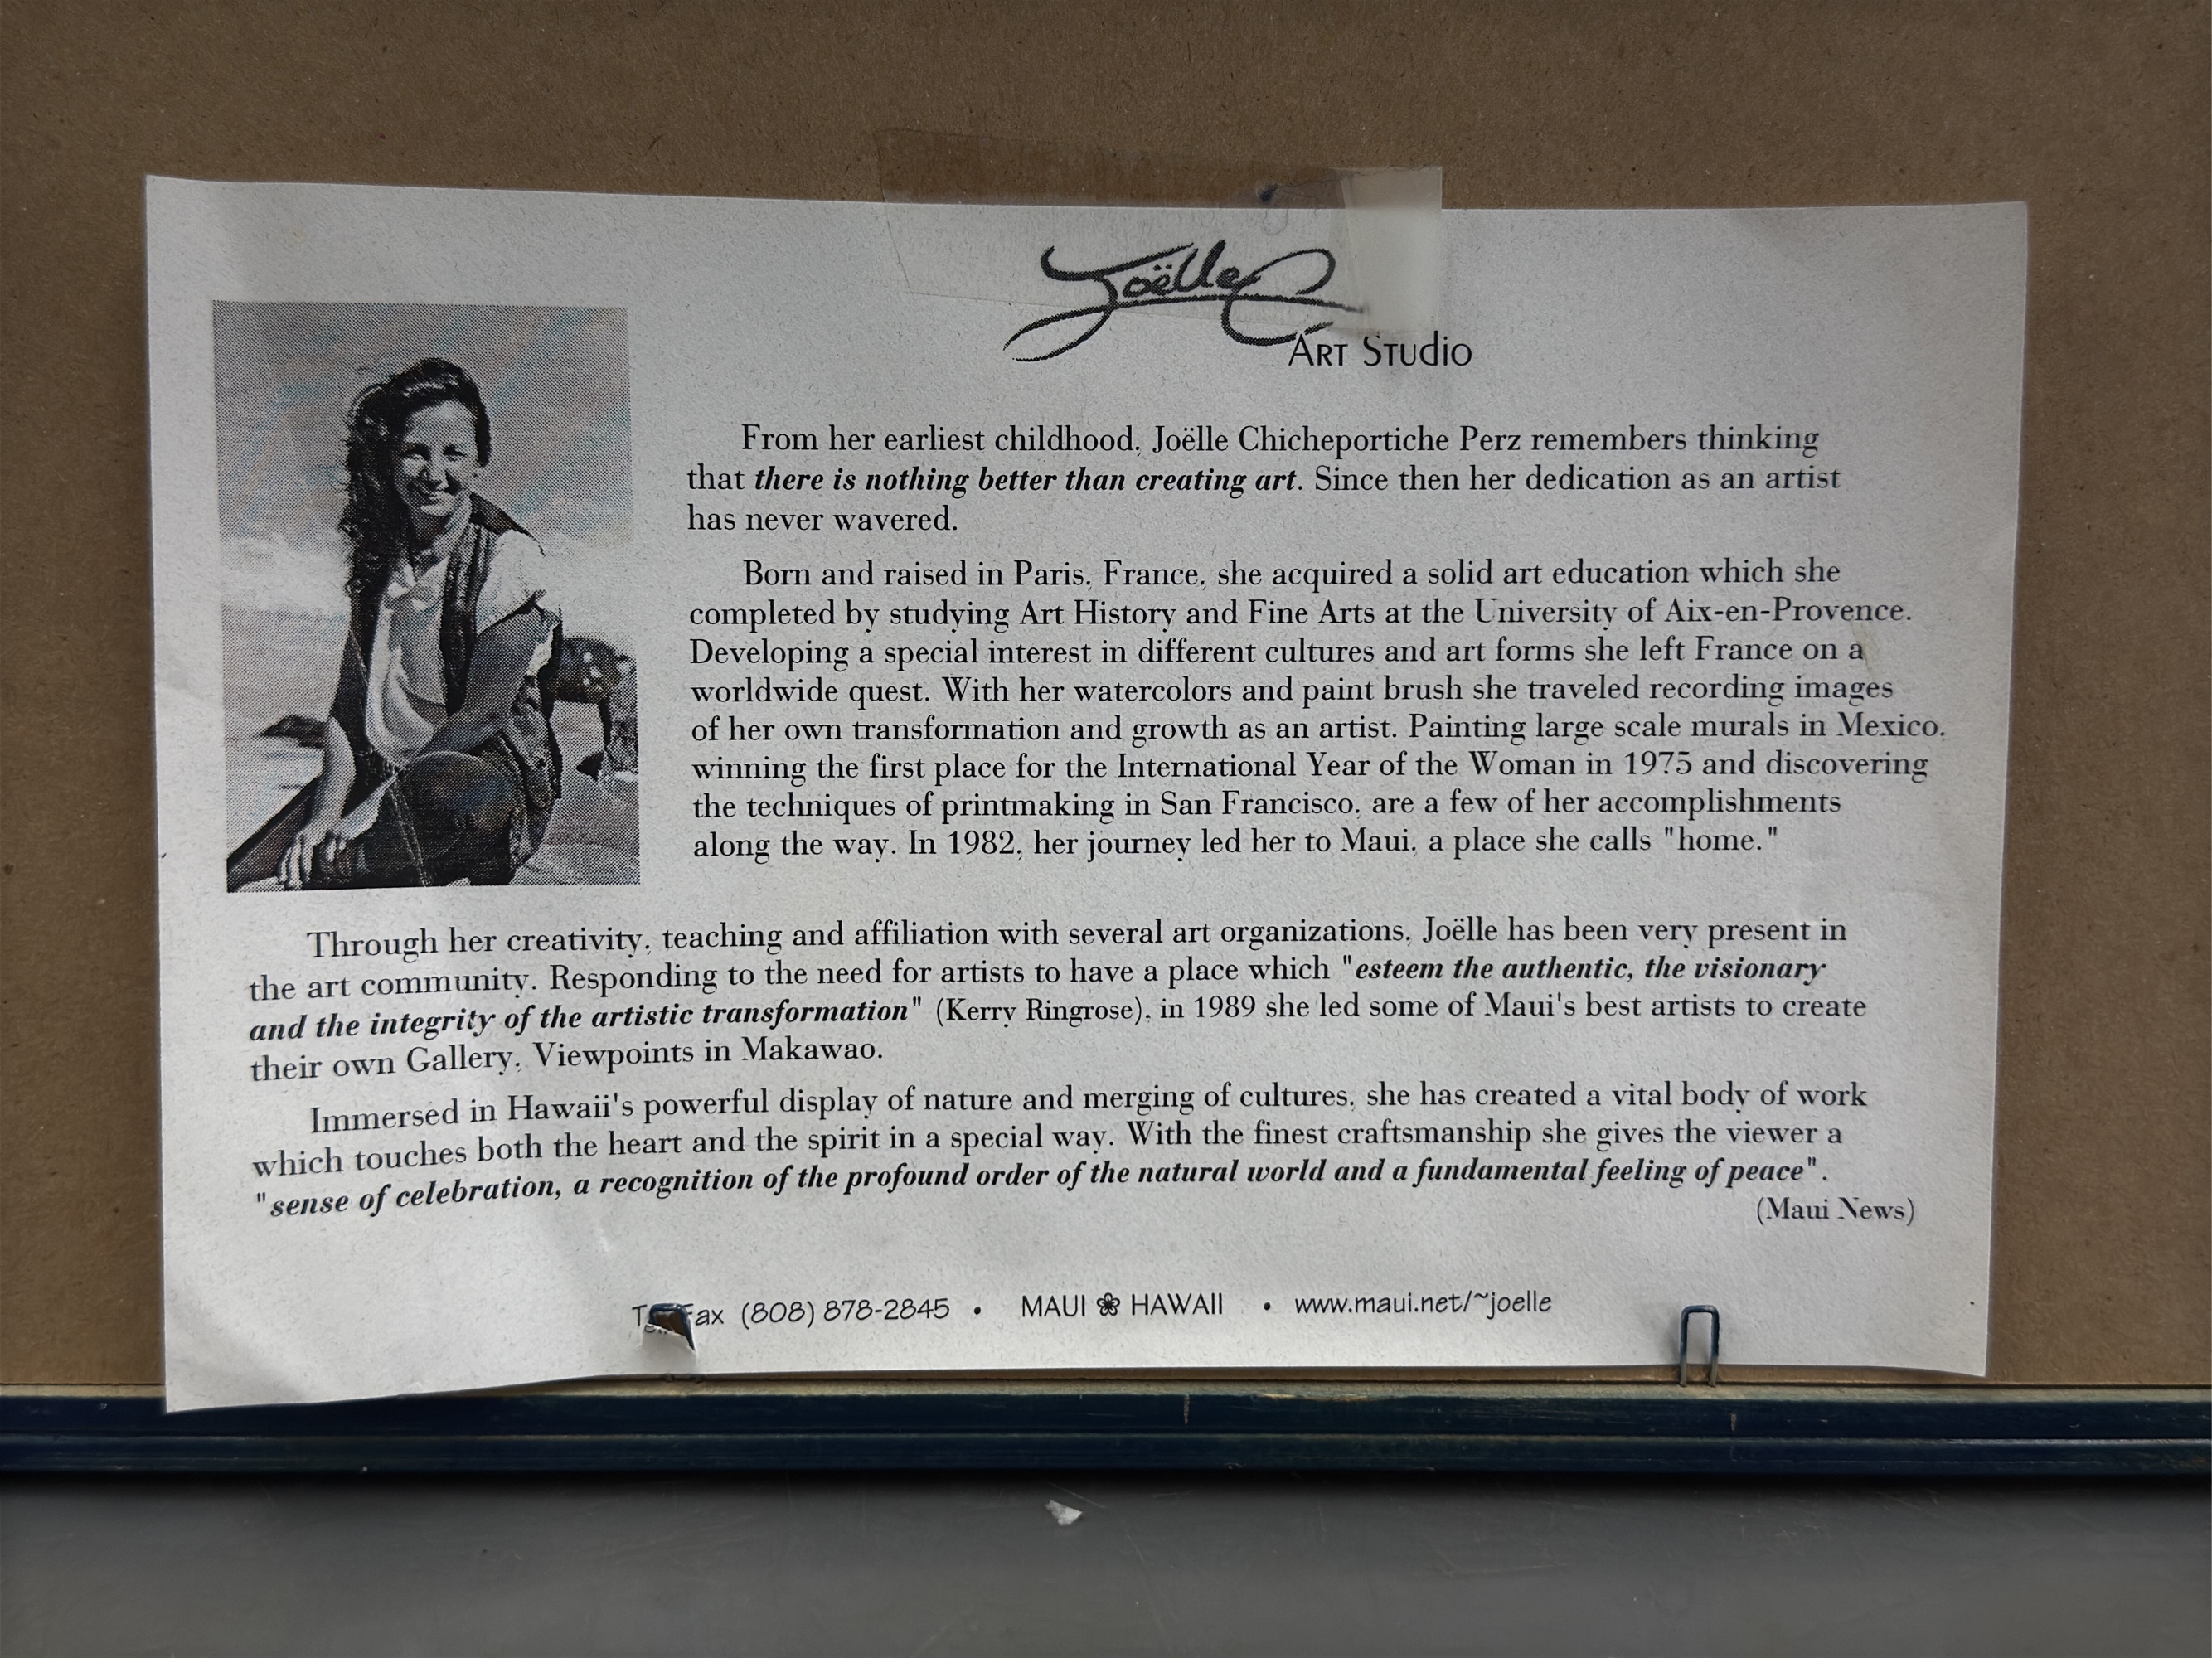 Joëlle
Art Studio
From her earliest childhood, Joëlle Chicheportiche Perz remembers thinking
that there is nothing better than creating art. Since then her dedication as an artist
has never wavered.
Born and raised in Paris, France, she acquired a solid art education which she
completed by studying Art History and Fine Arts at the University of Aix-en-Provence.
Developing a special interest in different cultures and art forms she left France on a
worldwide quest. With her watercolors and paint brush she traveled recording images
of her own transformation and growth as an artist. Painting large scale murals in Mexico,
winning the first place for the International Year of the Woman in 1975 and discovering
the techniques of printmaking in San Francisco, are a few of her accomplishments
along the way. In 1982, her journey led her to Maui, a place she calls "home."
Through her creativity, teaching and affiliation with several art organizations, Joëlle has been very present in
the art community. Responding to the need for artists to have a place which "esteem the authentic, the visionary
and the integrity of the artistic transformation" (Kerry Ringrose), in 1989 she led some of Maui's best artists to create
their own Gallery, Viewpoints in Makawao.
Immersed in Hawaii's powerful display of nature and merging of cultures, she has created a vital body of work
which touches both the heart and the spirit in a special way. With the finest craftsmanship she gives the viewer a
"sense of celebration, a recognition of the profound order of the natural world and a fundamental feeling of peace".
(Maui News)
Fax (808) 878-2845 • MAUI HAWAII • www.maui.net/~joelle